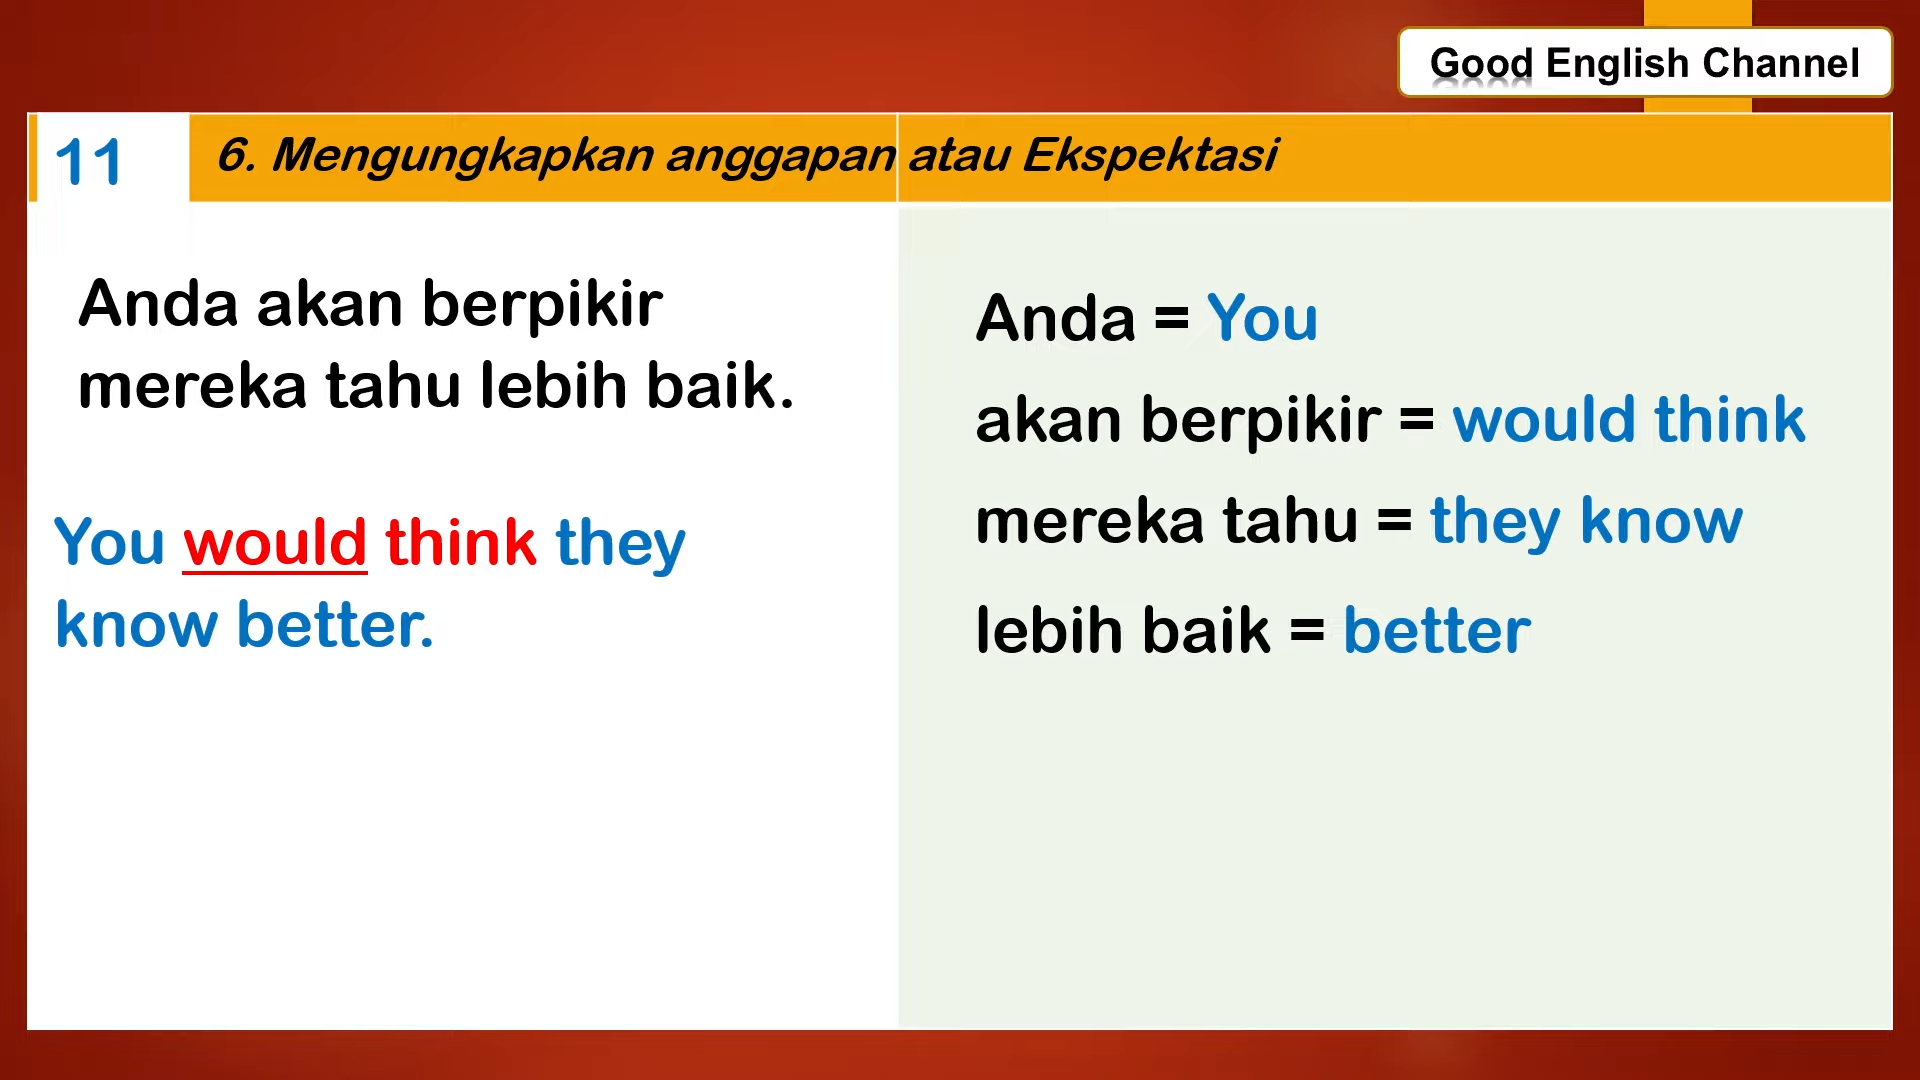 Good English Channel
11
6. Mengungkapkan anggapan atau Ekspektasi
Anda akan berpikir
mereka tahu lebih baik.
You would think they
know better.
Anda = You
akan berpikir = would think
mereka tahu = they know
lebih baik = better